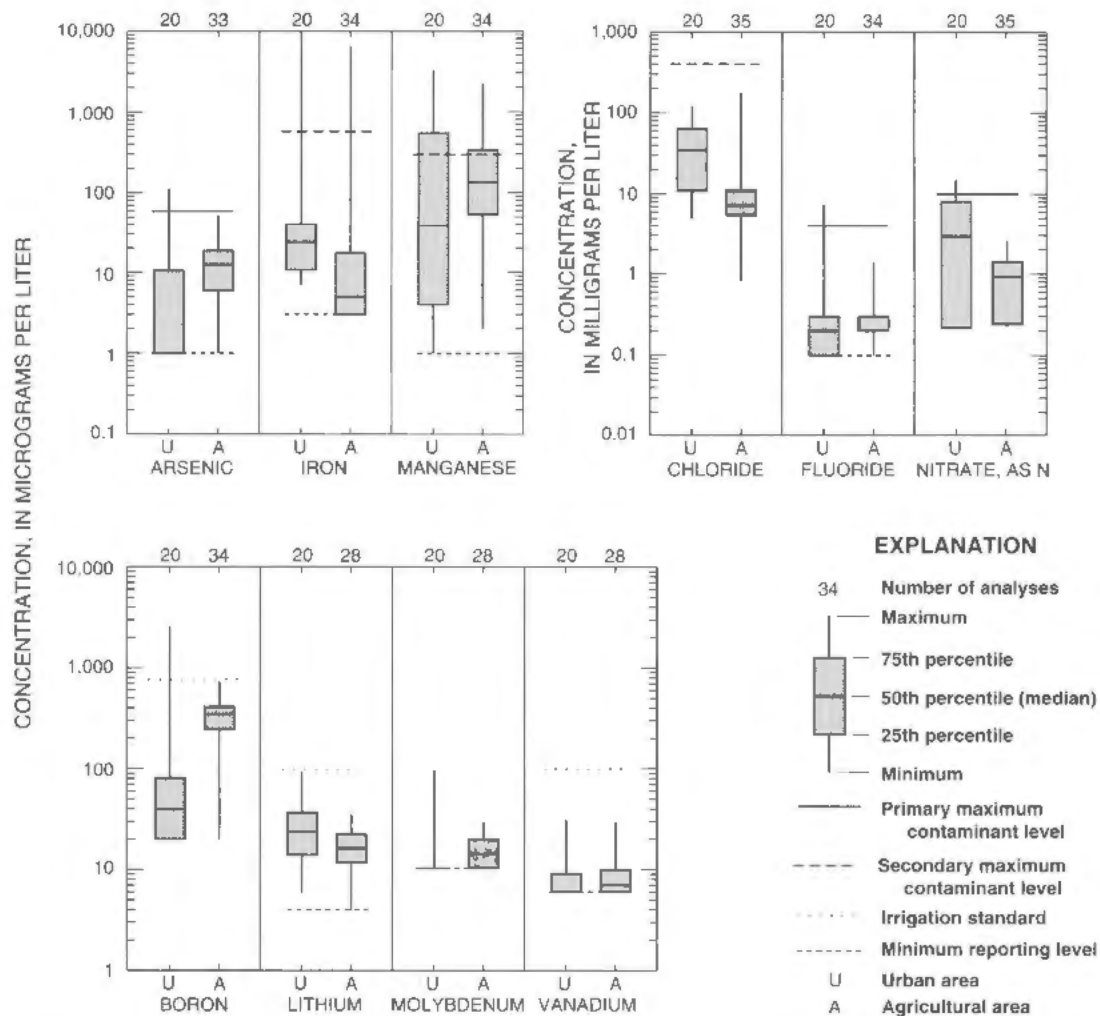 CONCENTRATION, IN MICROGRAMS PER LITER
20 33 20 34 20 34
10,000
1.000
100
10
1
0.1
U A U A U A
ARSENIC IRON MANGANESE
CONCENTRATION,
IN MILLIGRAMS PER LITER
20 35 20 34 20 34
1,000
100
10
1
0.1
0.01
U A U A U A
CHLORIDE FLUORIDE NITRATE, AS N
20 34 20 28 20 28 20 28
10,000
1.000
100
10
1
U A U A U A U A
BORON LITHIUM MOLYBDENUM VANADIUM
EXPLANATION
34 Number of analyses
Maximum
75th percentile
50th percentile (median)
25th percentile
Minimum
Primary maximum
contaminant level
Secondary maximum
contaminant level
Irrigation standard
Minimum reporting level
U Urban area
A Agricultural area